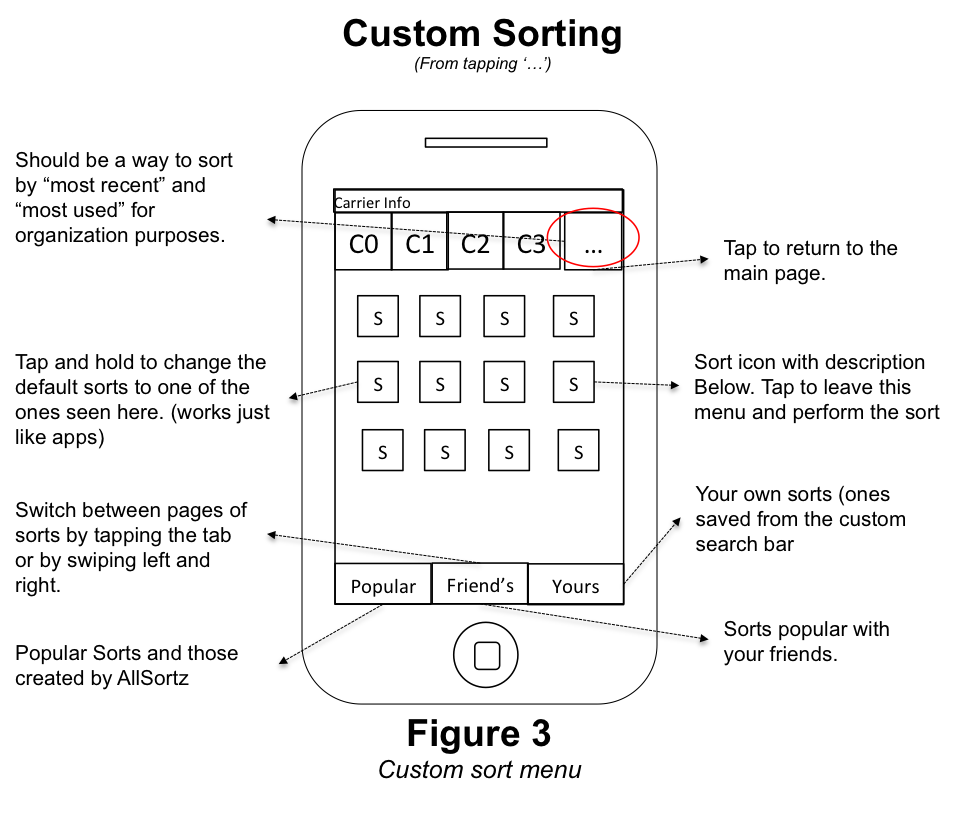 Custom Sorting
(From tapping ‘…’)
Should be a way to sort
by “most recent” and
“most used” for
organization purposes.
Carrier Info
C0 C1 C2 C3 ...
Tap to return to the
main page.
S S S S
Tap and hold to change the
default sorts to one of the
ones seen here. (works just
like apps)
S S S S
Sort icon with description
Below. Tap to leave this
menu and perform the sort
S S S S
Switch between pages of
sorts by tapping the tab
or by swiping left and
right.
Your own sorts (ones
saved from the custom
search bar
Popular Friend’s Yours
Popular Sorts and those
created by AllSortz
Sorts popular with
your friends.
Figure 3
Custom sort menu